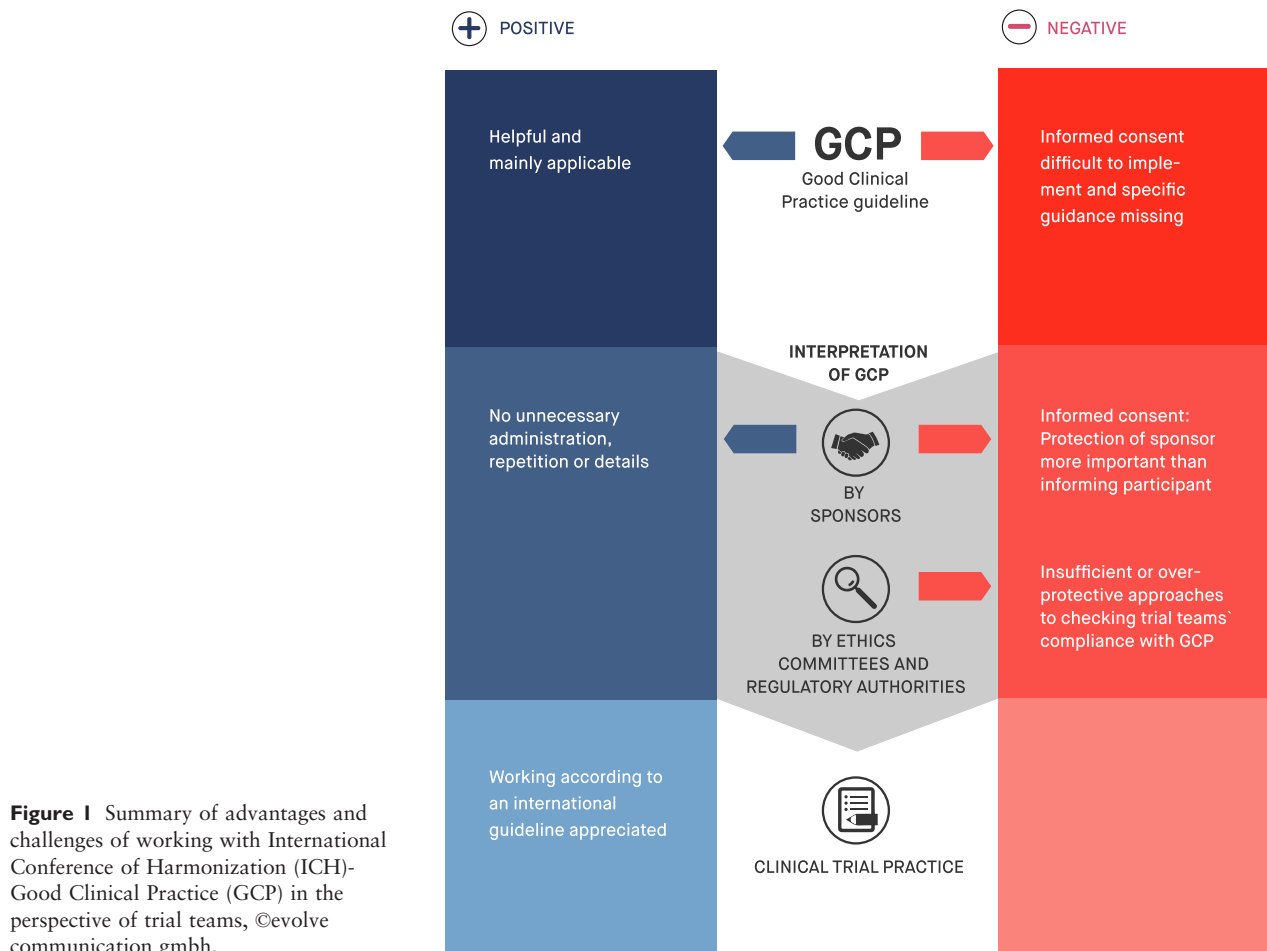 POSITIVE
NEGATIVE
Helpful and
mainly applicable
GCP
Good Clinical
Practice guideline
Informed consent
difficult to imple-
ment and specific
guidance missing
INTERPRETATION
OF GCP
No unnecessary
administration,
repetition or details
BY
SPONSORS
Informed consent:
Protection of sponsor
more important than
informing participant
BY ETHICS
COMMITTEES AND
REGULATORY AUTHORITIES
Insufficient or over-
protective approaches
to checking trial teams`
compliance with GCP
Working according to
an international
guideline appreciated
CLINICAL TRIAL PRACTICE
Figure 1 Summary of advantages and
challenges of working with International
Conference of Harmonization (ICH)-
Good Clinical Practice (GCP) in the
perspective of trial teams, ©evolve
communication gmbh.